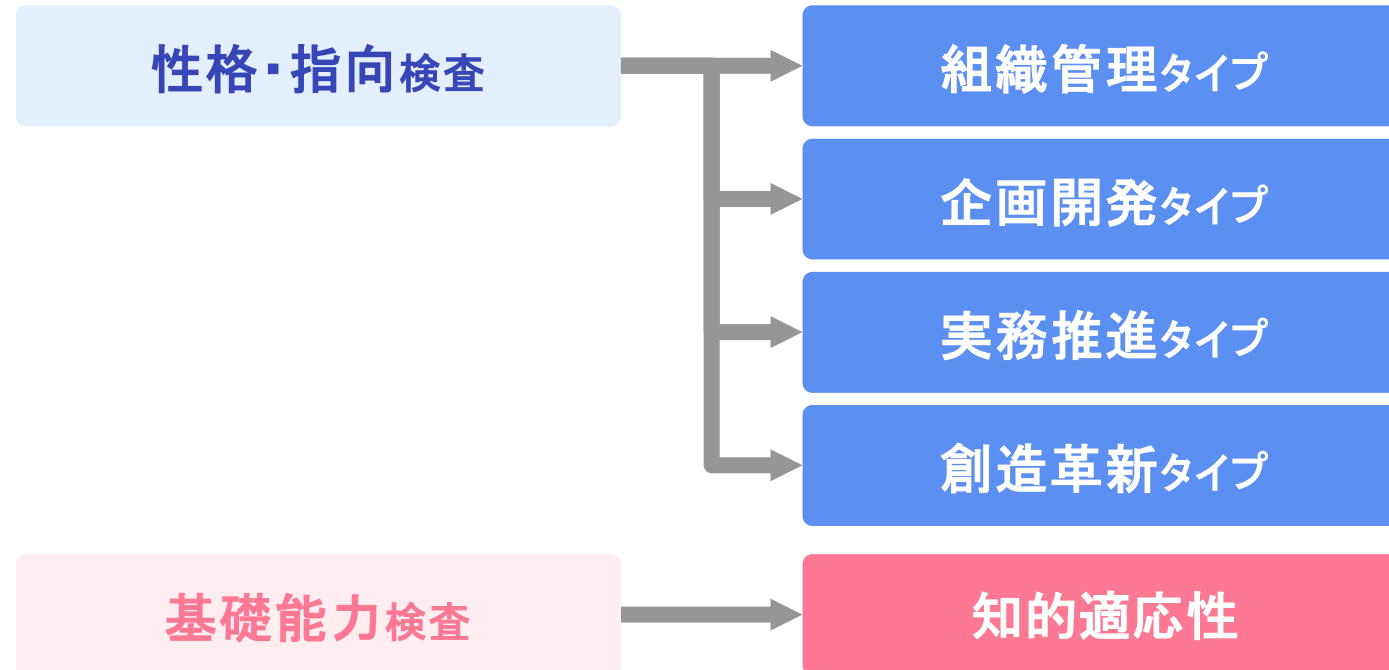 性格・指向検査
組織管理タイプ
企画開発タイプ
実務推進タイプ
創造革新タイプ
基礎能力検査
知的適応性